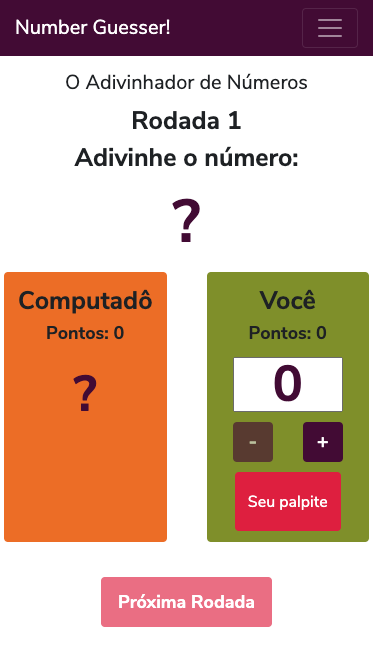 Number Guesser!
O Adivinhador de Números
Rodada 1
Adivinhe o número:
?
Computadô
Pontos: 0
?
Você
Pontos: 0
0
- +
Seu palpite
Próxima Rodada